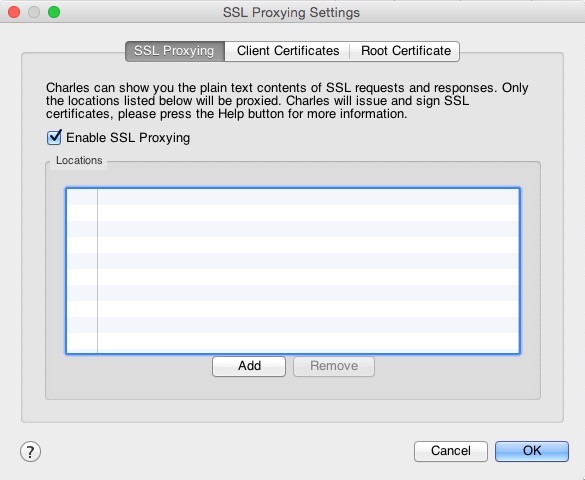 SSL Proxying Settings
SSL Proxying Client Certificates Root Certificate
Charles can show you the plain text contents of SSL requests and responses. Only
the locations listed below will be proxied. Charles will issue and sign SSL
certificates, please press the Help button for more information.
Enable SSL Proxying
Locations
Add Remove
? Cancel OK